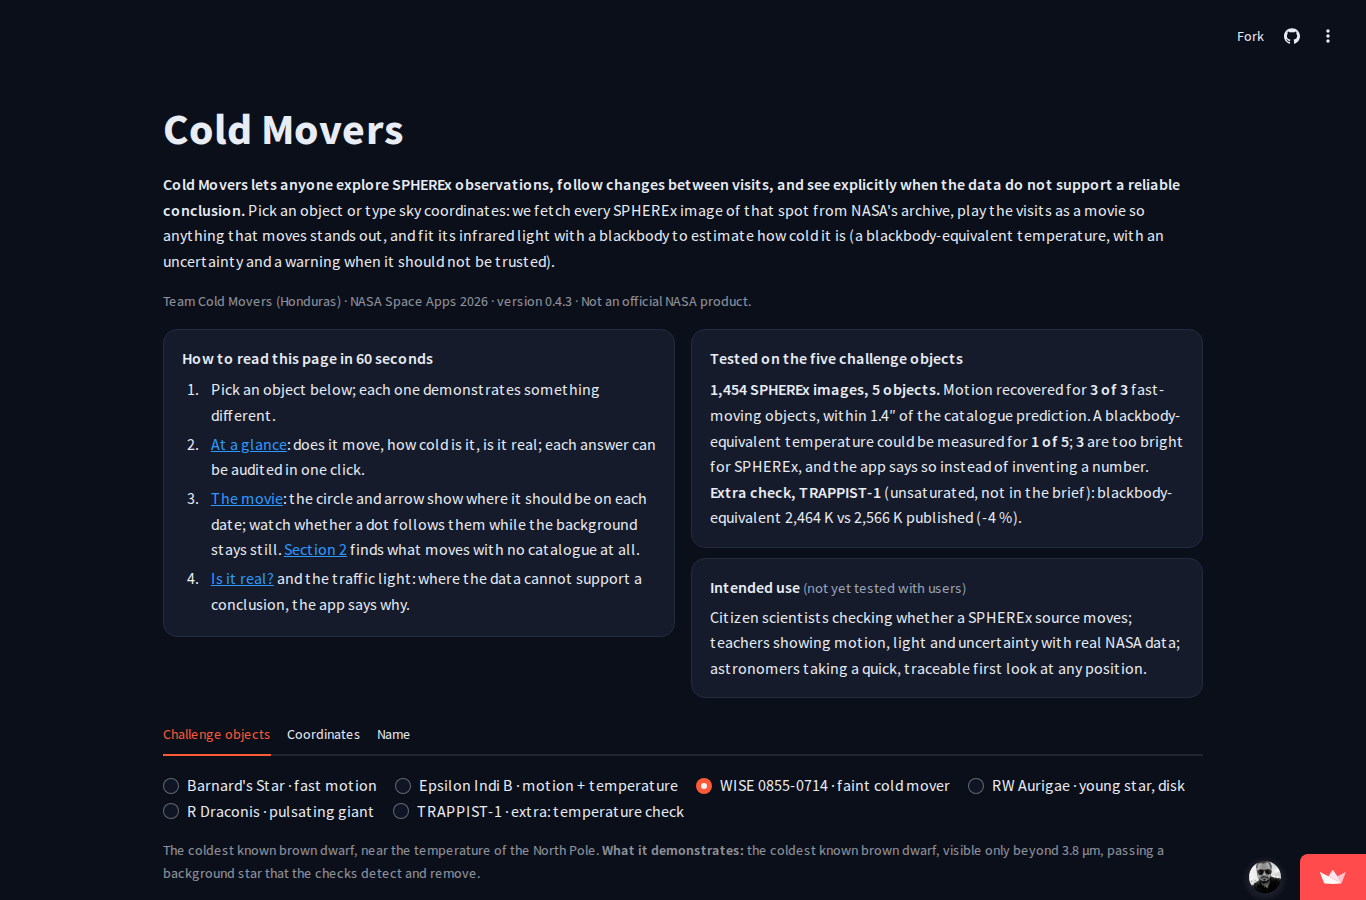 Fork
Cold Movers
Cold Movers lets anyone explore SPHEREx observations, follow changes between visits, and see explicitly when the data do not support a reliable
conclusion. Pick an object or type sky coordinates: we fetch every SPHEREx image of that spot from NASA's archive, play the visits as a movie so
anything that moves stands out, and fit its infrared light with a blackbody to estimate how cold it is (a blackbody-equivalent temperature, with an
uncertainty and a warning when it should not be trusted).
Team Cold Movers (Honduras) · NASA Space Apps 2026 · version 0.4.3 · Not an official NASA product.
How to read this page in 60 seconds
1. Pick an object below; each one demonstrates something
different.
2. At a glance: does it move, how cold is it, is it real; each answer can
be audited in one click.
3. The movie: the circle and arrow show where it should be on each
date; watch whether a dot follows them while the background
stays still. Section 2 finds what moves with no catalogue at all.
4. Is it real? and the traffic light: where the data cannot support a
conclusion, the app says why.
Tested on the five challenge objects
1,454 SPHEREx images, 5 objects. Motion recovered for 3 of 3 fast-
moving objects, within 1.4″ of the catalogue prediction. A blackbody-
equivalent temperature could be measured for 1 of 5; 3 are too bright
for SPHEREx, and the app says so instead of inventing a number.
Extra check, TRAPPIST-1 (unsaturated, not in the brief): blackbody-
equivalent 2,464 K vs 2,566 K published (-4 %).
Intended use (not yet tested with users)
Citizen scientists checking whether a SPHEREx source moves;
teachers showing motion, light and uncertainty with real NASA data;
astronomers taking a quick, traceable first look at any position.
Challenge objects Coordinates Name
Barnard's Star · fast motion Epsilon Indi B · motion + temperature WISE 0855-0714 · faint cold mover RW Aurigae · young star, disk
R Draconis · pulsating giant TRAPPIST-1 · extra: temperature check
The coldest known brown dwarf, near the temperature of the North Pole. What it demonstrates: the coldest known brown dwarf, visible only beyond 3.8 µm, passing a
background star that the checks detect and remove.